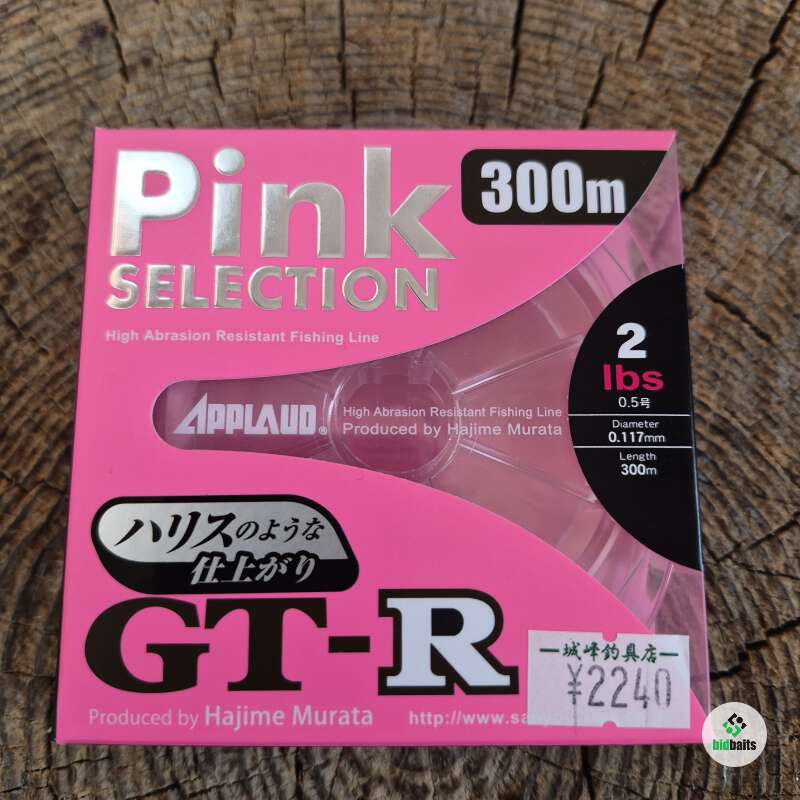 Pink
SELECTION
300m
High Abrasion Resistant Fishing Line
2
lbs
0.5号
Diameter
0.117mm
Length
300m
APPLAUD®
High Abrasion Resistant Fishing Line
Produced by Hajime Murata
ハリスのような
仕上がり
GT-R
城峰釣具店
¥2240
Produced by Hajime Murata
http://www.
bidbaits